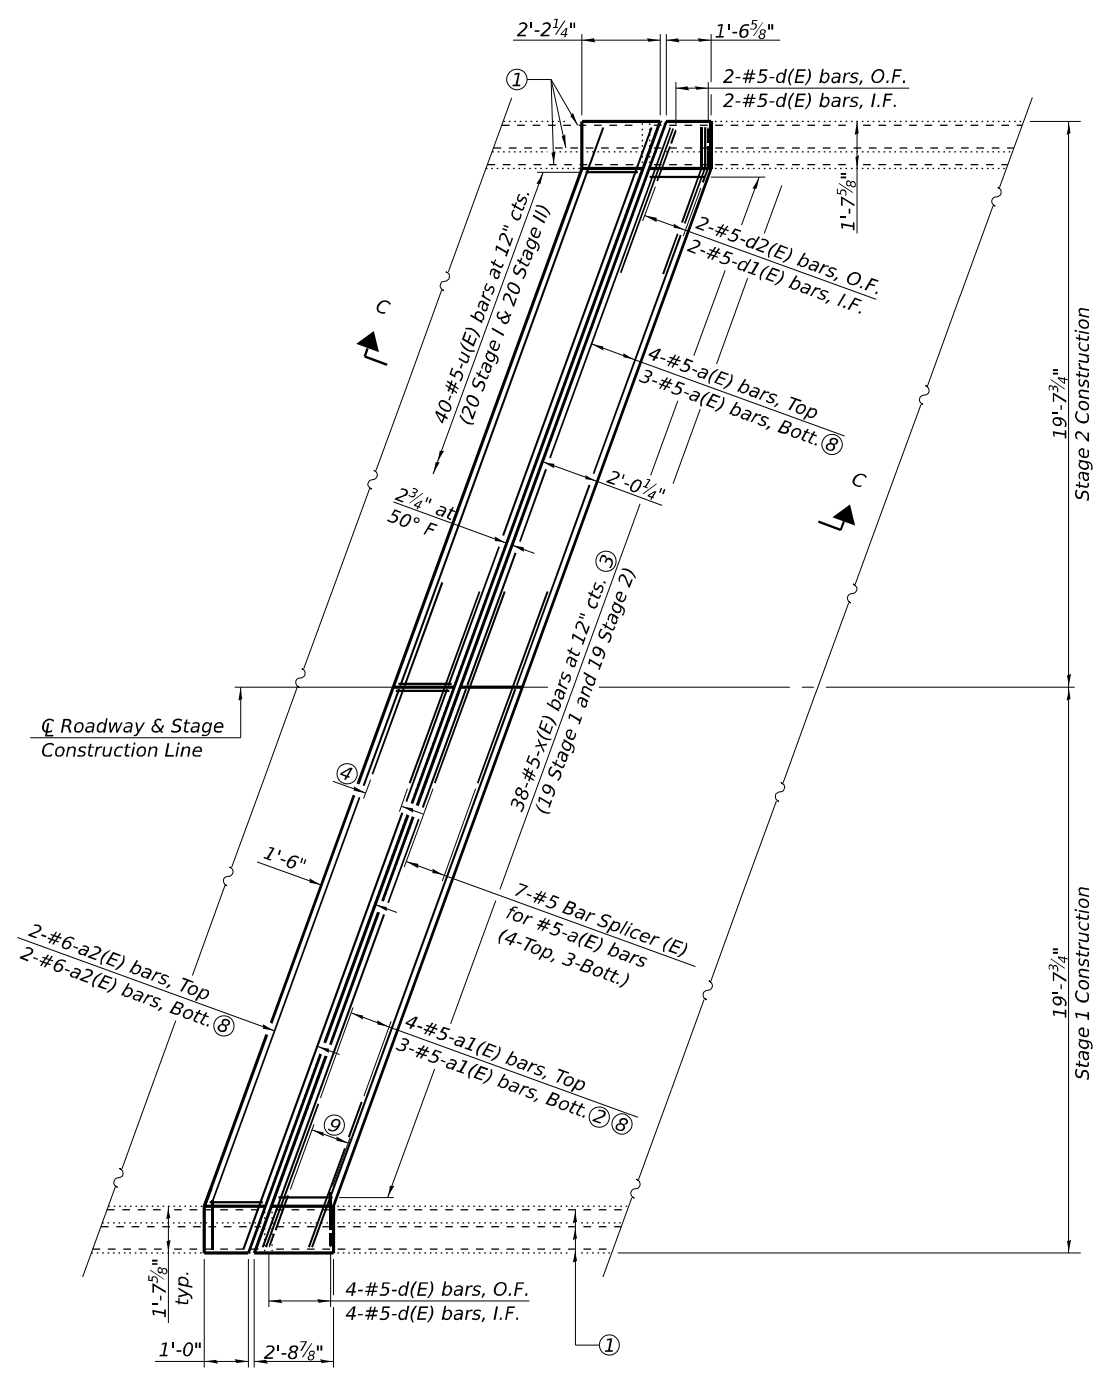 2'-2¼"
1'-6⅝"
①
2-#5-d(E) bars, O.F.
2-#5-d(E) bars, I.F.
1'-7⅝"
40-#5-u(E) bars at 12" cts.
(20 Stage I & 20 Stage II)
2-#5-d2(E) bars, O.F.
2-#5-d1(E) bars, I.F.
C
4-#5-a(E) bars, Top
3-#5-a(E) bars, Bott. ⑧
19'-7¾"
Stage 2 Construction
2¾" at
50° F
2'-0¼"
C
38-#5-x(E) bars at 12" cts. ③
(19 Stage 1 and 19 Stage 2)
℄ Roadway & Stage
Construction Line
④
1'-6"
7-#5 Bar Splicer (E)
for #5-a(E) bars
(4-Top, 3-Bott.)
2-#6-a2(E) bars, Top
2-#6-a2(E) bars, Bott. ⑧
19'-7¾"
Stage 1 Construction
4-#5-a1(E) bars, Top
3-#5-a1(E) bars, Bott. ② ⑧
⑨
1'-7⅝"
typ.
4-#5-d(E) bars, O.F.
4-#5-d(E) bars, I.F.
1'-0"
2'-8⅞"
①